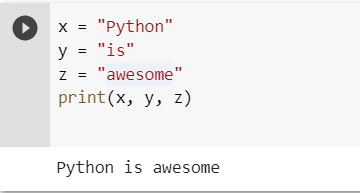 x = "Python"
y = "is"
z = "awesome"
print(x, y, z)
Python is awesome